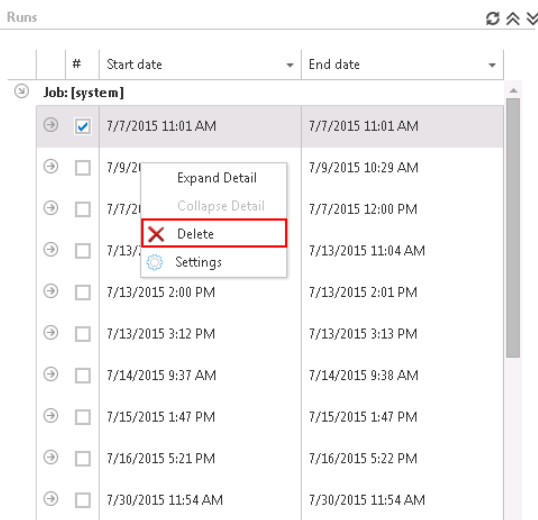 Runs
# Start date End date
Job: [system]
7/7/2015 11:01 AM 7/7/2015 11:01 AM
7/9/2 7/9/2015 10:29 AM
Expand Detail
7/7/2 7/7/2015 12:00 PM
Collapse Detail
Delete
7/13/ 7/13/2015 11:04 AM
Settings
7/13/2015 2:00 PM 7/13/2015 2:01 PM
7/13/2015 3:12 PM 7/13/2015 3:13 PM
7/14/2015 9:37 AM 7/14/2015 9:38 AM
7/15/2015 1:47 PM 7/15/2015 1:47 PM
7/16/2015 5:21 PM 7/16/2015 5:22 PM
7/30/2015 11:54 AM 7/30/2015 11:54 AM